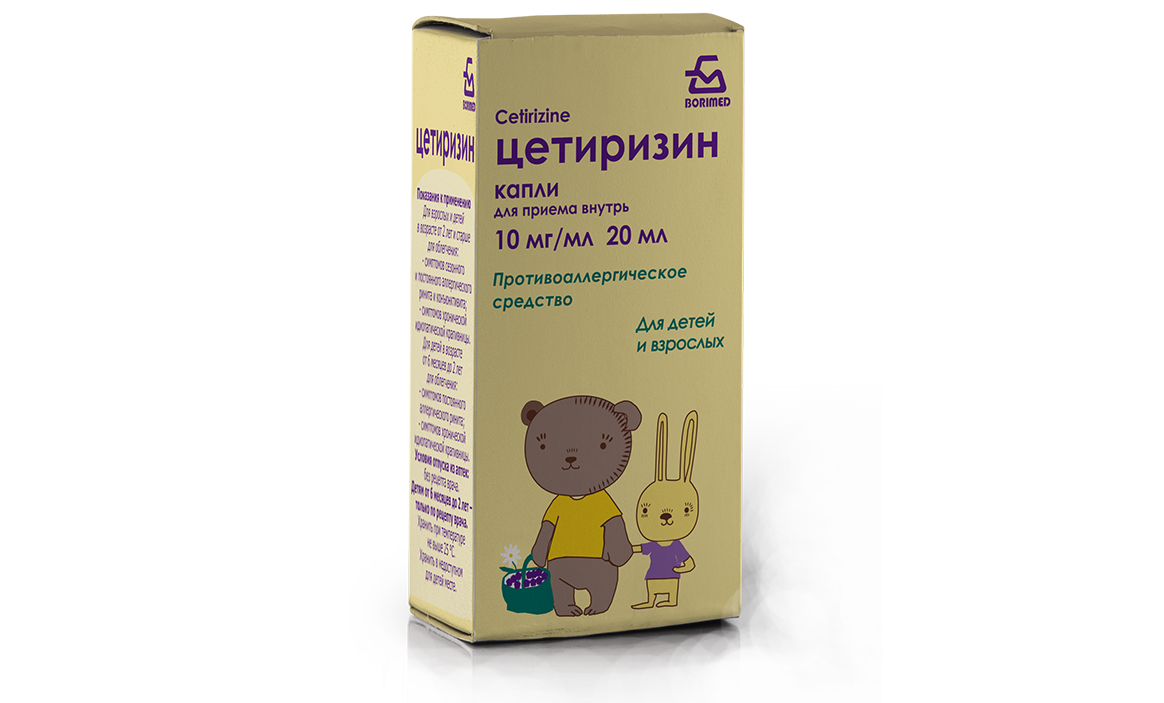 BORIMED
Cetirizine
цетиризин
капли
для приема внутрь
10 мг/мл 20 мл
Противоаллергическое
средство
Для детей
и взрослых
BORIMED
цетиризин
Показания к применению
Для взрослых и детей
в возрасте от 2 лет и старше
для облегчения:
- симптомов сезонного
и постоянного аллергического
ринита и конъюнктивита;
- симптомов хронической
идиопатической крапивницы.
Для детей в возрасте
от 6 месяцев до 2 лет
для облегчения:
- симптомов постоянного
аллергического ринита;
- симптомов хронической
идиопатической крапивницы.
Условия отпуска из аптек:
без рецепта врача.
Детям от 6 месяцев до 2 лет –
только по рецепту врача.
Хранить при температуре
не выше 25 °С.
Хранить в недоступном
для детей месте.